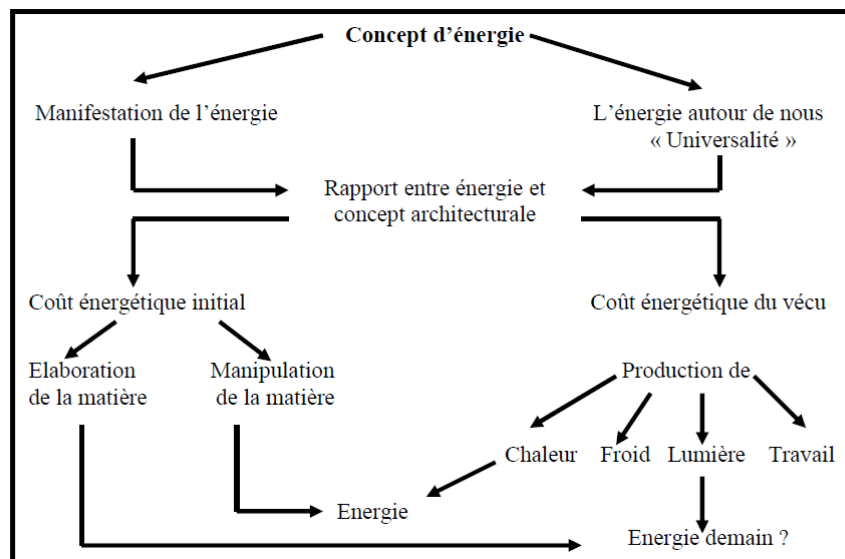 Concept d’énergie
Manifestation de l’énergie
L’énergie autour de nous
« Universalité »
Rapport entre énergie et
concept architecturale
Coût énergétique initial
Coût énergétique du vécu
Elaboration
de la matière
Manipulation
de la matière
Production de
Chaleur
Froid
Lumière
Travail
Energie
Energie demain ?